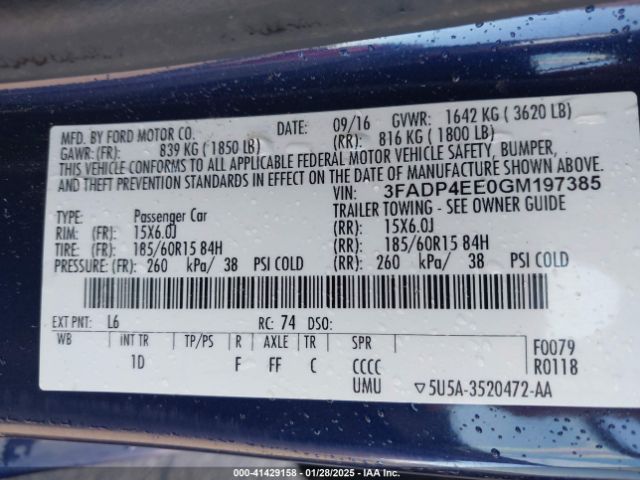 MFD. BY FORD MOTOR CO. DATE: 09/16 GVWR: 1642 KG ( 3620 LB)
GAWR: (FR): 839 KG ( 1850 LB) (RR): 816 KG ( 1800 LB)
THIS VEHICLE CONFORMS TO ALL APPLICABLE FEDERAL MOTOR VEHICLE SAFETY, BUMPER,
AND THEFT PREVENTION STANDARDS IN EFFECT ON THE DATE OF MANUFACTURE SHOWN ABOVE.
VIN: 3FADP4EE0GM197385
TYPE: Passenger Car TRAILER TOWING - SEE OWNER GUIDE
RIM: (FR): 15X6.0J (RR): 15X6.0J
TIRE: (FR): 185/60R15 84H (RR): 185/60R15 84H
PRESSURE: (FR): 260 kPa/ 38 PSI COLD (RR): 260 kPa/ 38 PSI COLD
EXT PNT: L6 RC: 74 DSO:
WB INT TR TP/PS R AXLE TR SPR F0079
1D F FF C CCCC R0118
UMU ▽5U5A-3520472-AA
000-41429158 - 01/28/2025 - IAA Inc.